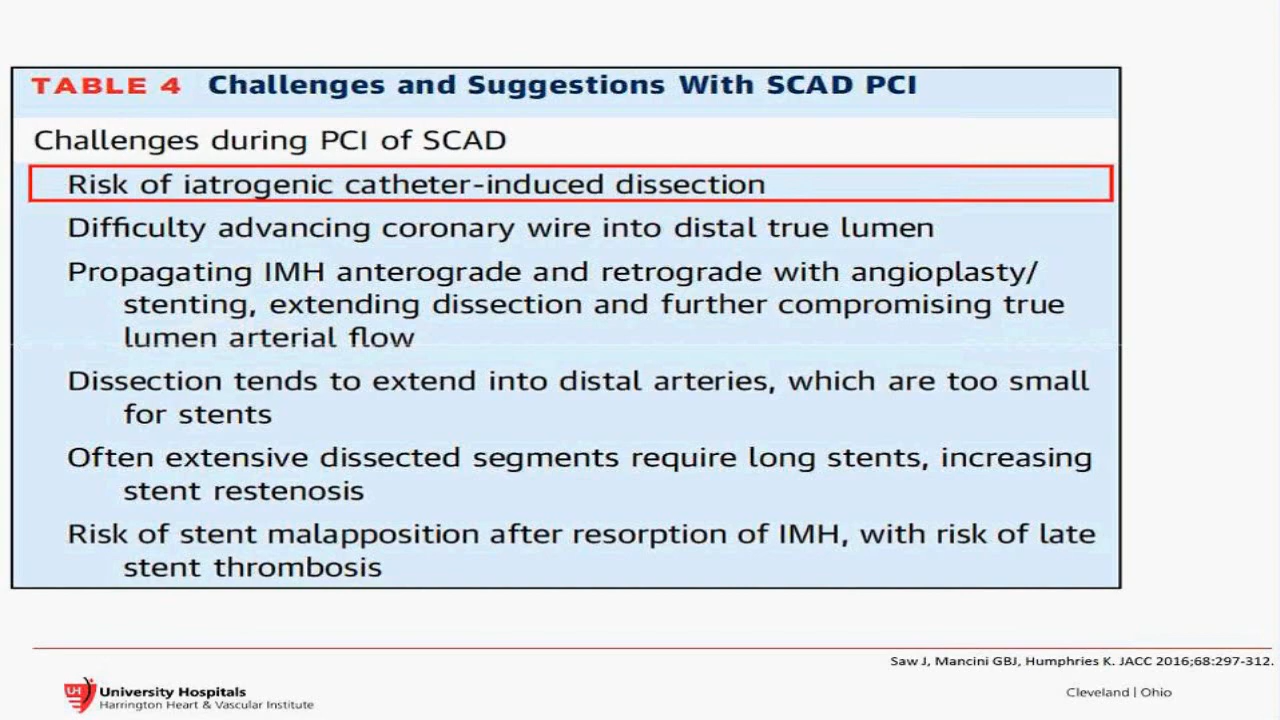 TABLE 4 Challenges and Suggestions With SCAD PCI
Challenges during PCI of SCAD
Risk of iatrogenic catheter-induced dissection
Difficulty advancing coronary wire into distal true lumen
Propagating IMH anterograde and retrograde with angioplasty/
stenting, extending dissection and further compromising true
lumen arterial flow
Dissection tends to extend into distal arteries, which are too small
for stents
Often extensive dissected segments require long stents, increasing
stent restenosis
Risk of stent malapposition after resorption of IMH, with risk of late
stent thrombosis
Saw J, Mancini GBJ, Humphries K. JACC 2016;68:297-312.
UH University Hospitals
Harrington Heart & Vascular Institute
Cleveland | Ohio